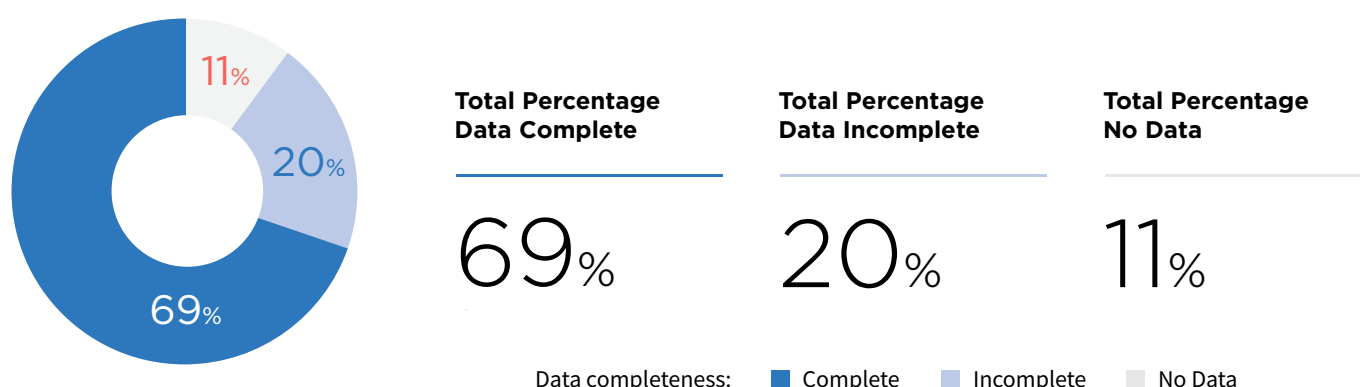 11%
20%
69%
Total Percentage
Data Complete
69%
Total Percentage
Data Incomplete
20%
Total Percentage
No Data
11%
Data completeness: Complete Incomplete No Data